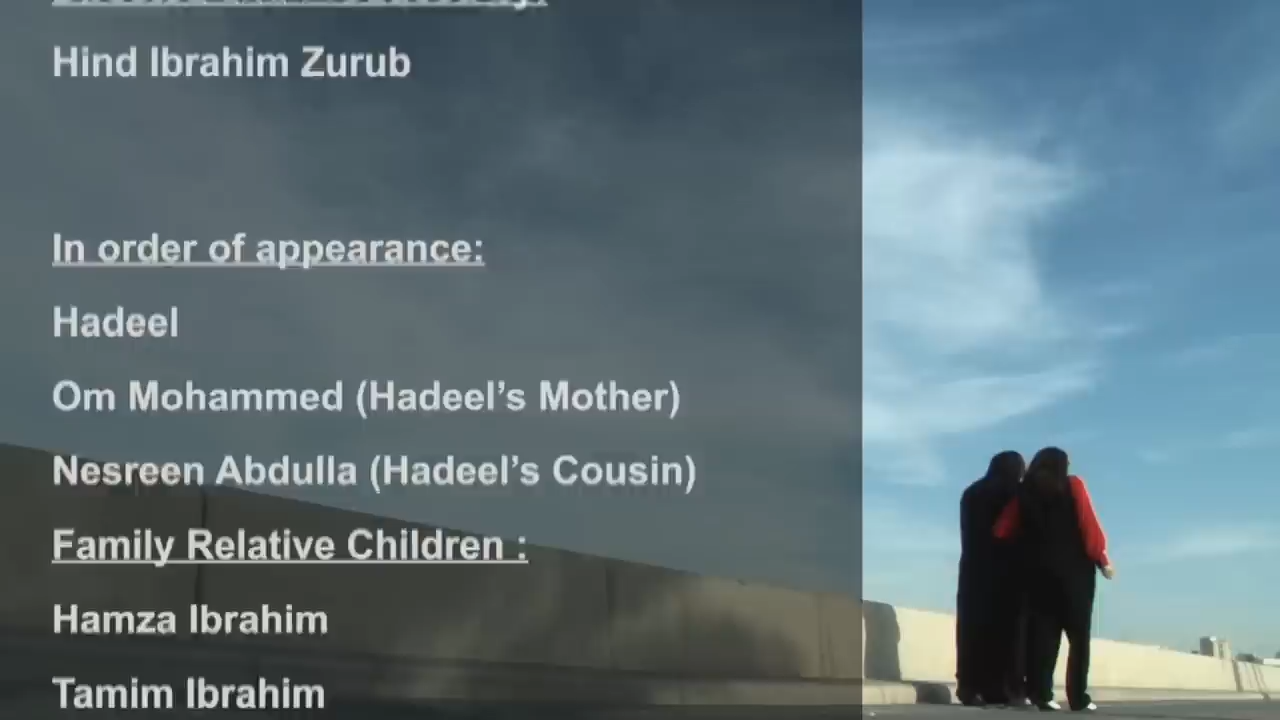 Hind Ibrahim Zurub
In order of appearance:
Hadeel
Om Mohammed (Hadeel’s Mother)
Nesreen Abdulla (Hadeel’s Cousin)
Family Relative Children :
Hamza Ibrahim
Tamim Ibrahim